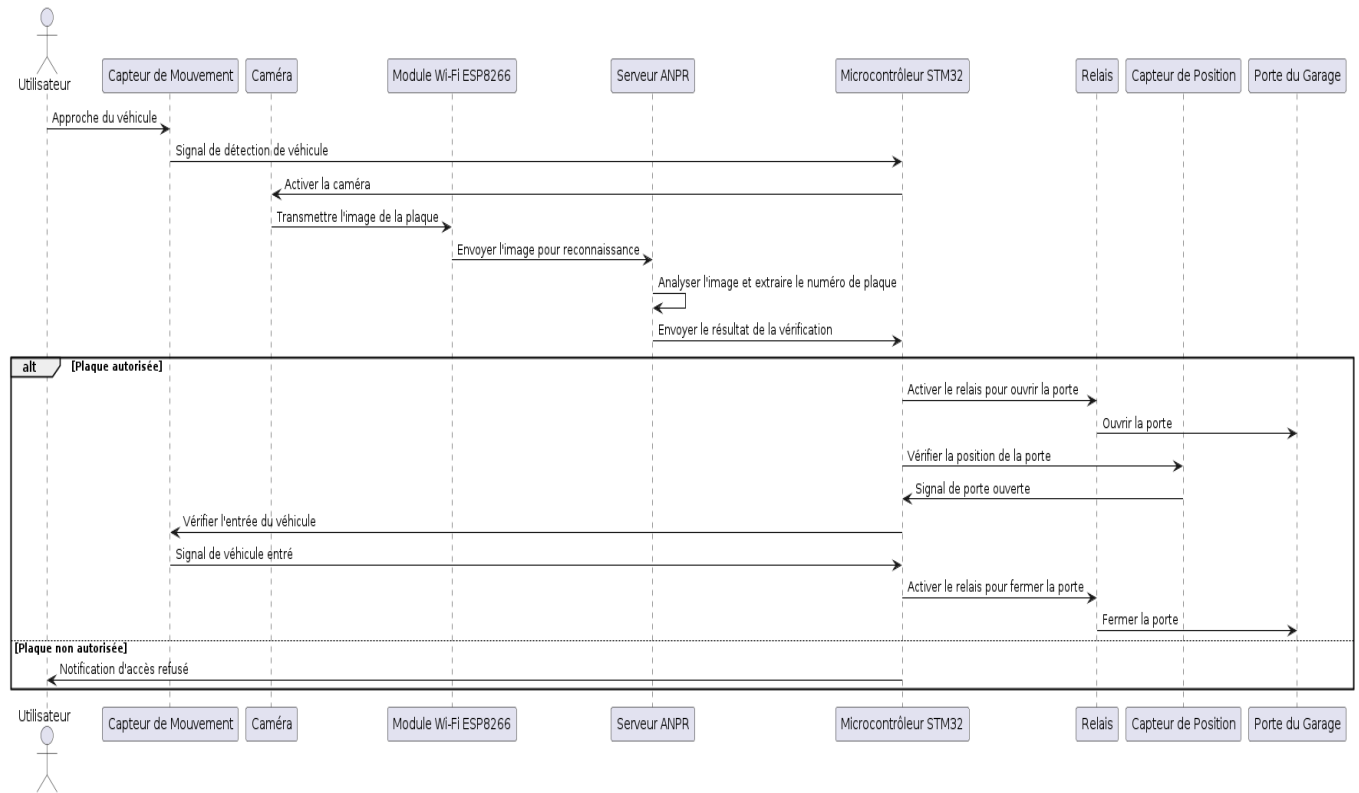 Utilisateur
Capteur de Mouvement
Caméra
Module Wi-Fi ESP8266
Serveur ANPR
Microcontrôleur STM32
Relais
Capteur de Position
Porte du Garage
Approche du véhicule
Signal de détection de véhicule
Activer la caméra
Transmettre l'image de la plaque
Envoyer l'image pour reconnaissance
Analyser l'image et extraire le numéro de plaque
Envoyer le résultat de la vérification
alt [Plaque autorisée]
Activer le relais pour ouvrir la porte
Ouvrir la porte
Vérifier la position de la porte
Signal de porte ouverte
Vérifier l'entrée du véhicule
Signal de véhicule entré
Activer le relais pour fermer la porte
Fermer la porte
[Plaque non autorisée]
Notification d'accès refusé
Utilisateur
Capteur de Mouvement
Caméra
Module Wi-Fi ESP8266
Serveur ANPR
Microcontrôleur STM32
Relais
Capteur de Position
Porte du Garage